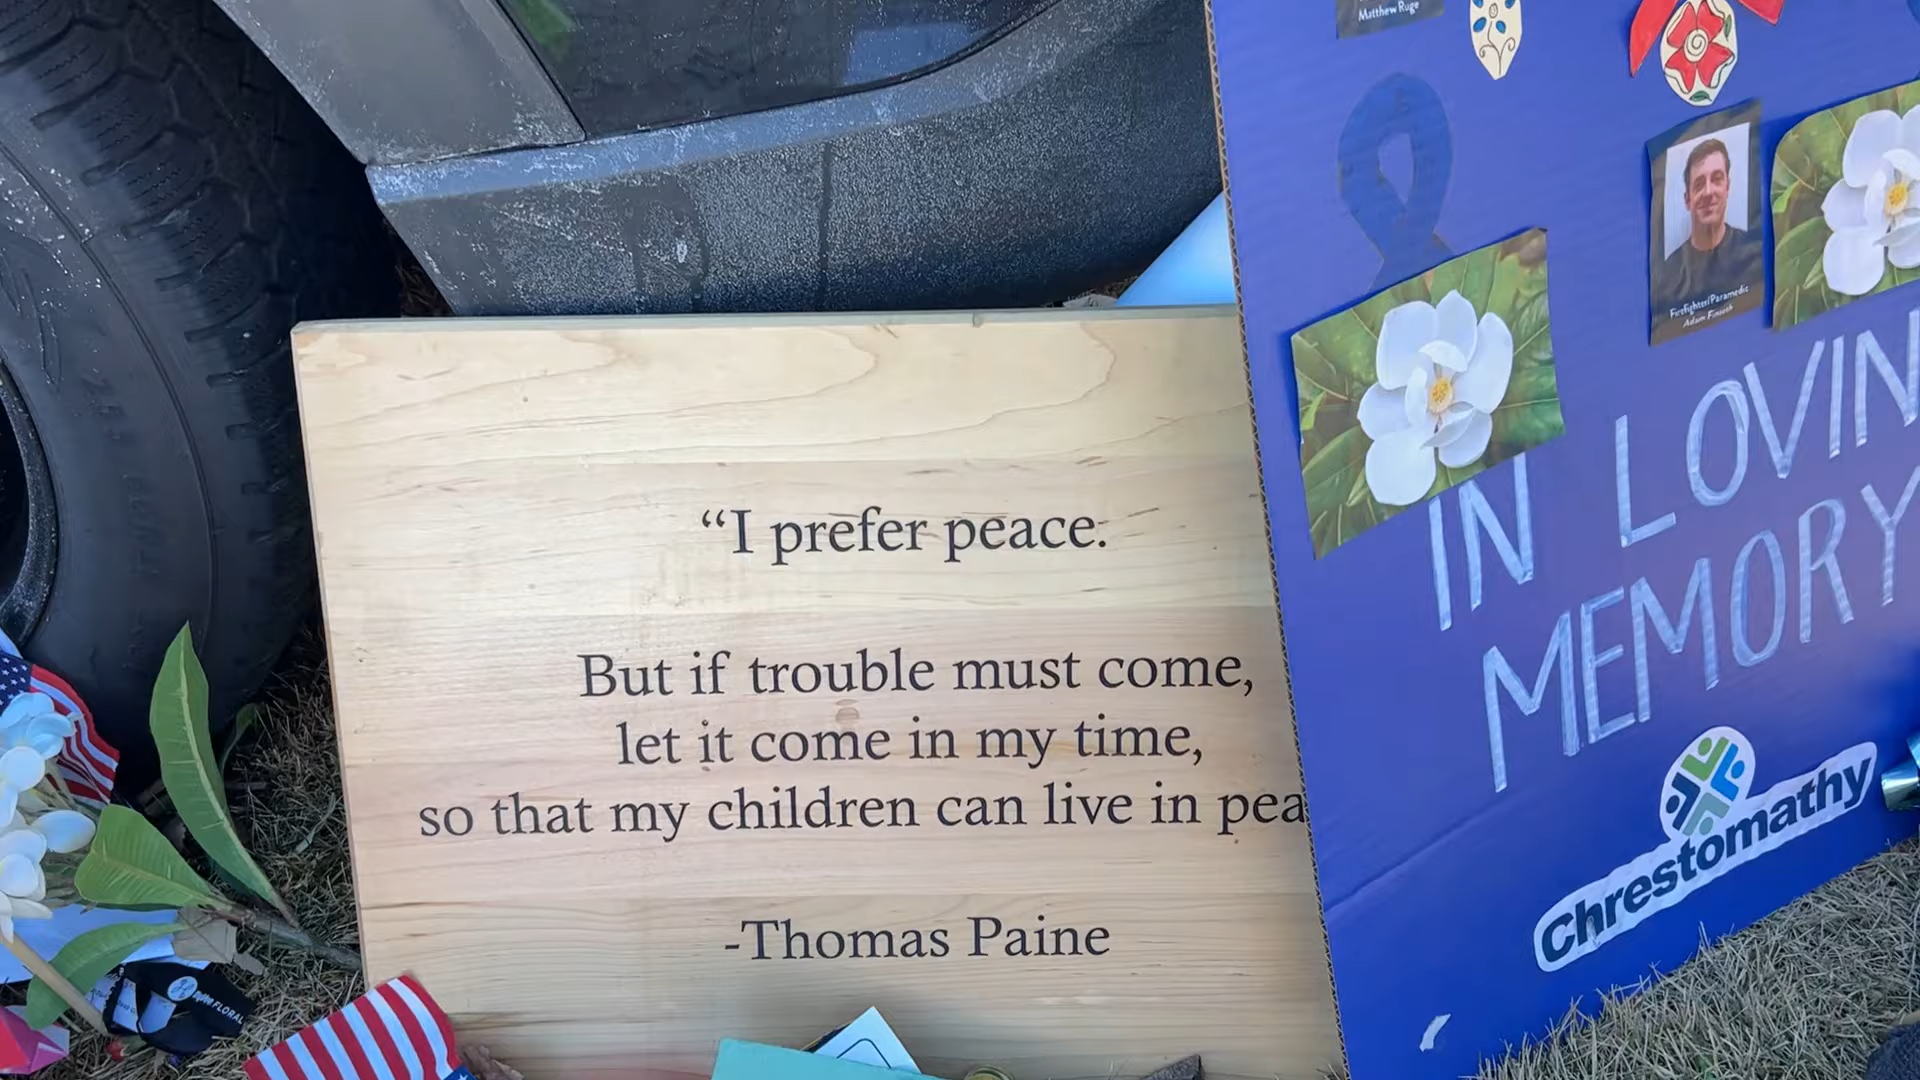 Matthew Ruge
Firefighter/Paramedic
Adam Finseth
"I prefer peace.
But if trouble must come,
let it come in my time,
so that my children can live in pea
-Thomas Paine
IN LOVIN
MEMORY
Chrestomathy
FLORAL